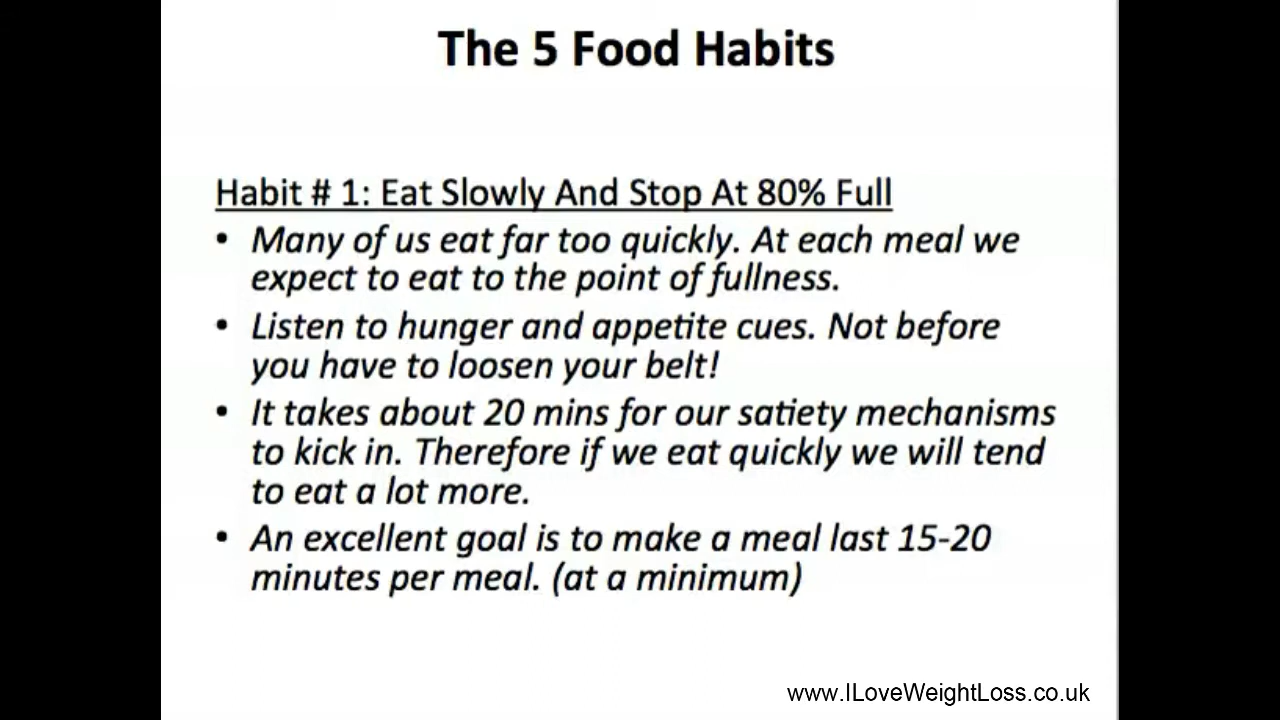 The 5 Food Habits
Habit # 1: Eat Slowly And Stop At 80% Full
• Many of us eat far too quickly. At each meal we
expect to eat to the point of fullness.
• Listen to hunger and appetite cues. Not before
you have to loosen your belt!
• It takes about 20 mins for our satiety mechanisms
to kick in. Therefore if we eat quickly we will tend
to eat a lot more.
• An excellent goal is to make a meal last 15-20
minutes per meal. (at a minimum)
www.ILoveWeightLoss.co.uk